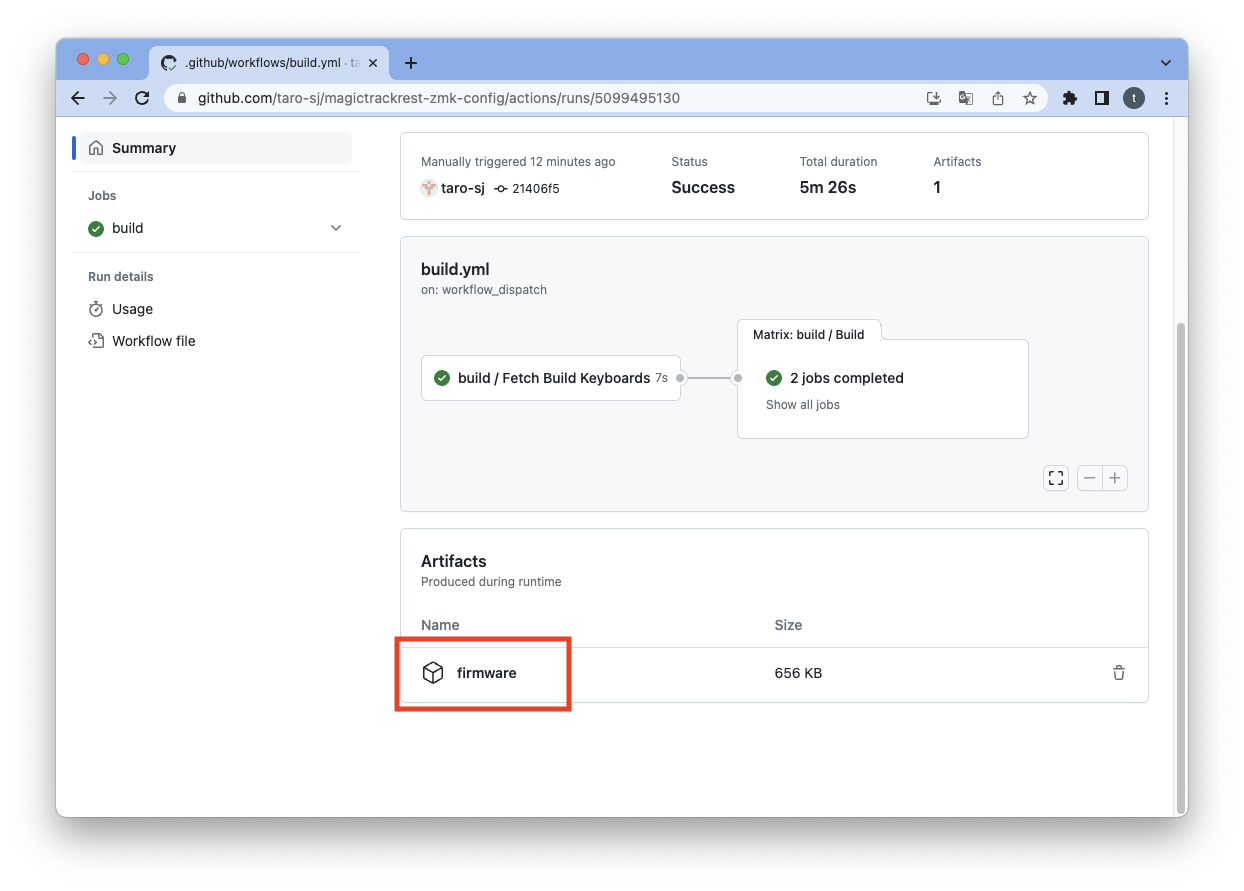 .github/workflows/build.yml · ta
github.com/taro-sj/magictrackrest-zmk-config/actions/runs/5099495130
t
Summary
Jobs
build
Run details
Usage
Workflow file
Manually triggered 12 minutes ago
taro-sj 21406f5
Status
Success
Total duration
5m 26s
Artifacts
1
build.yml
on: workflow_dispatch
build / Fetch Build Keyboards 7s
Matrix: build / Build
2 jobs completed
Show all jobs
Artifacts
Produced during runtime
Name Size
firmware 656 KB